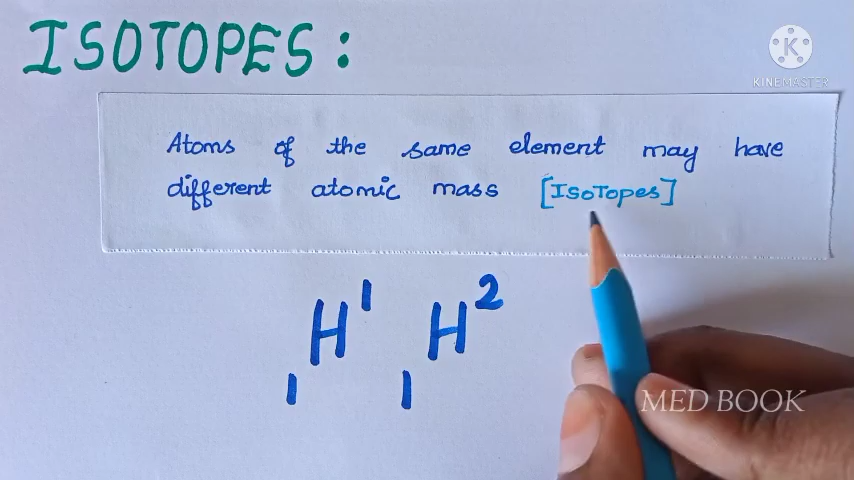 ISOTOPES:
K
KINEMASTER
Atoms of the same element may have
different atomic mass [IsoTopes]
1H1 1H2
MED BOOK